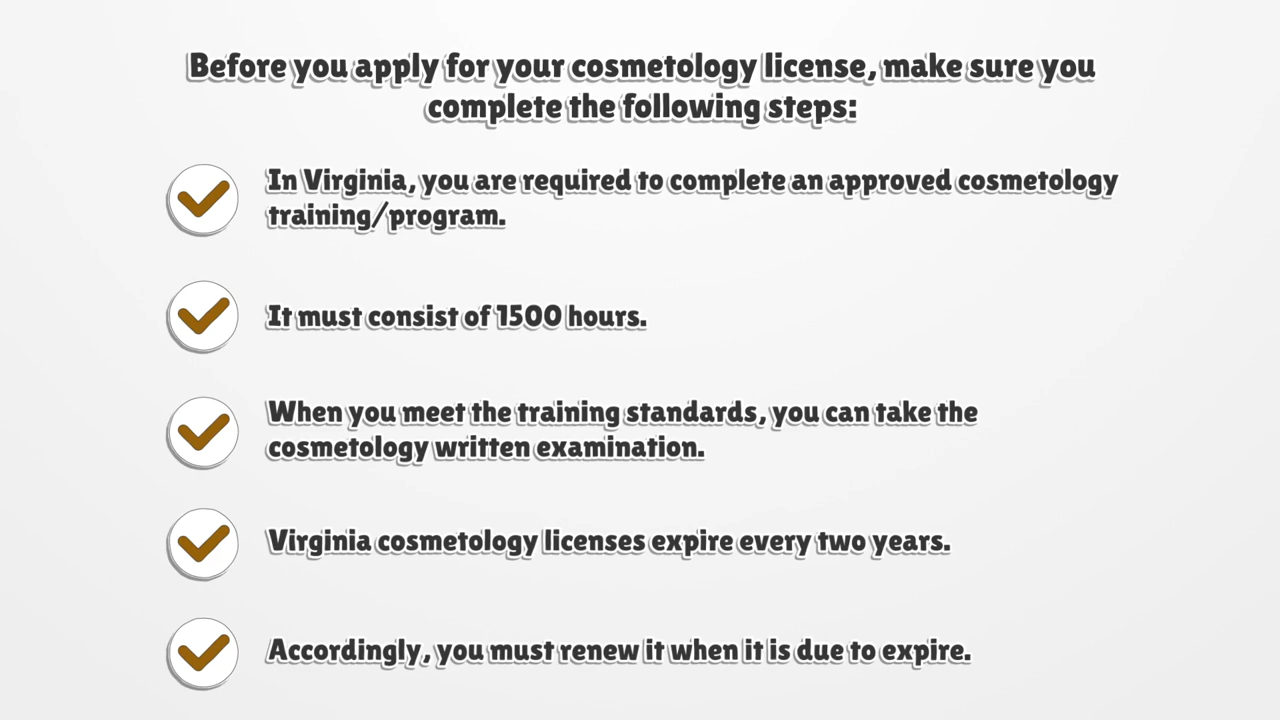 Before you apply for your cosmetology license, make sure you
complete the following steps:
In Virginia, you are required to complete an approved cosmetology
training/program.
It must consist of 1500 hours.
When you meet the training standards, you can take the
cosmetology written examination.
Virginia cosmetology licenses expire every two years.
Accordingly, you must renew it when it is due to expire.